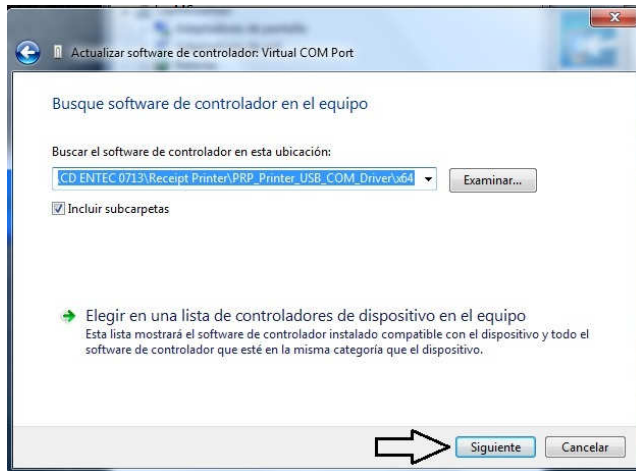 Actualizar software de controlador: Virtual COM Port
Busque software de controlador en el equipo
Buscar el software de controlador en esta ubicación:
CD ENTEC 0713\Receipt Printer\PRP_Printer_USB_COM_Driver\x64
Examinar...
Incluir subcarpetas
Elegir en una lista de controladores de dispositivo en el equipo
Esta lista mostrará el software de controlador instalado compatible con el dispositivo y todo el
software de controlador que esté en la misma categoría que el dispositivo.
Siguiente
Cancelar